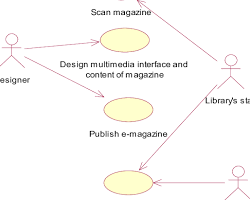 Scan magazine
Design multimedia interface and
content of magazine
esigner
Library's sta
Publish e-magazine